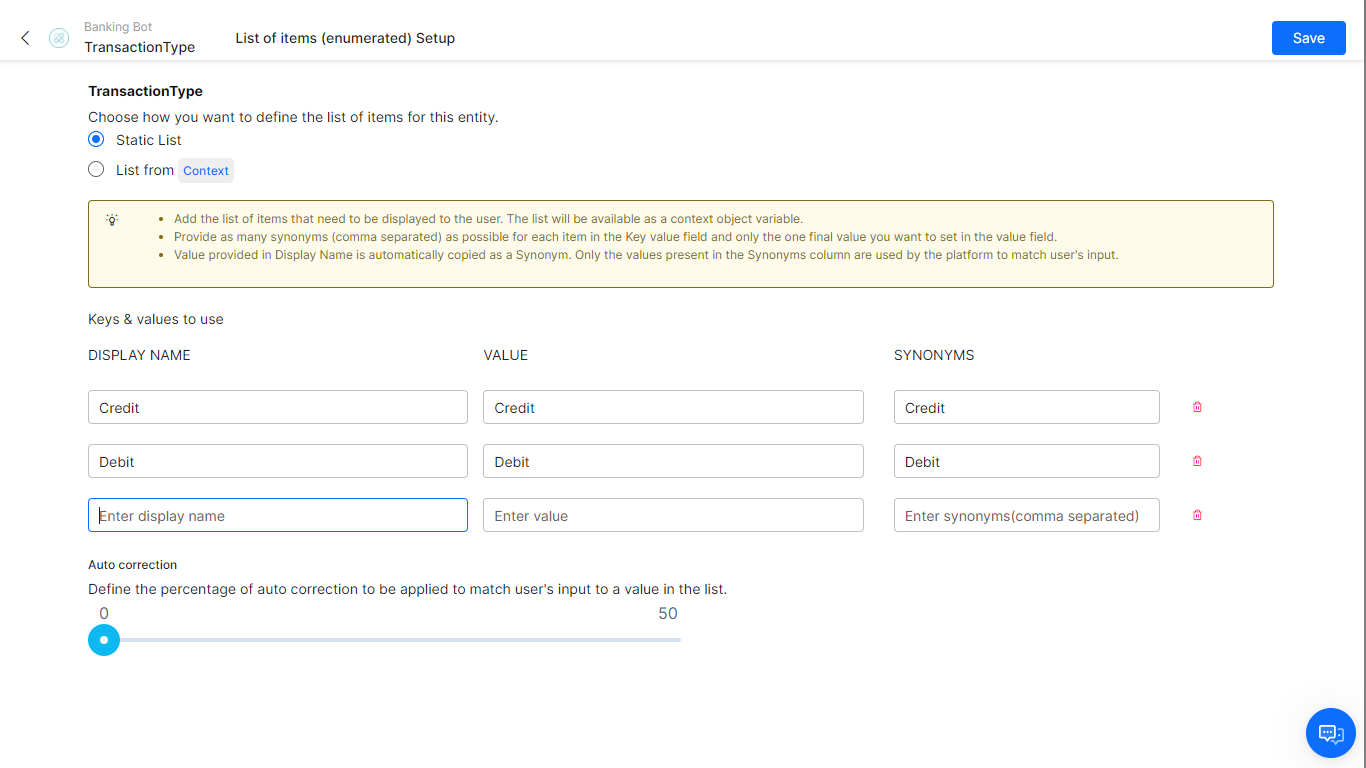 Banking Bot
TransactionType
List of items (enumerated) Setup
Save
TransactionType
Choose how you want to define the list of items for this entity.
Static List
List from Context
Add the list of items that need to be displayed to the user. The list will be available as a context object variable.
Provide as many synonyms (comma separated) as possible for each item in the Key value field and only the one final value you want to set in the value field.
Value provided in Display Name is automatically copied as a Synonym. Only the values present in the Synonyms column are used by the platform to match user's input.
Keys & values to use
DISPLAY NAME VALUE SYNONYMS
Credit Credit Credit
Debit Debit Debit
Enter display name Enter value Enter synonyms(comma separated)
Auto correction
Define the percentage of auto correction to be applied to match user's input to a value in the list.
0 50